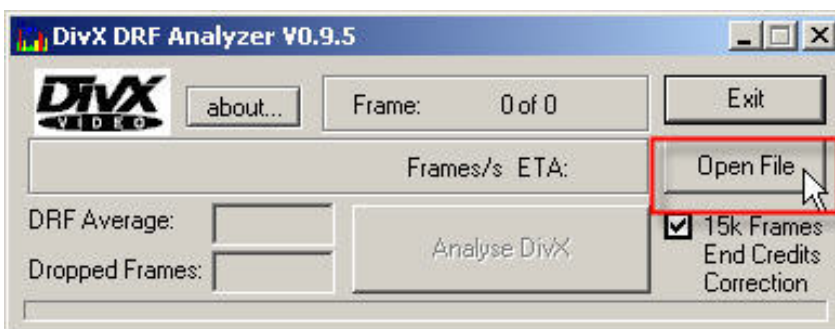 DivX DRF Analyzer V0.9.5
DIVX
VIDEO
about...
Frame: 0 of 0
Exit
Frames/s ETA:
Open File
DRF Average:
Dropped Frames:
Analyse DivX
15k Frames
End Credits
Correction